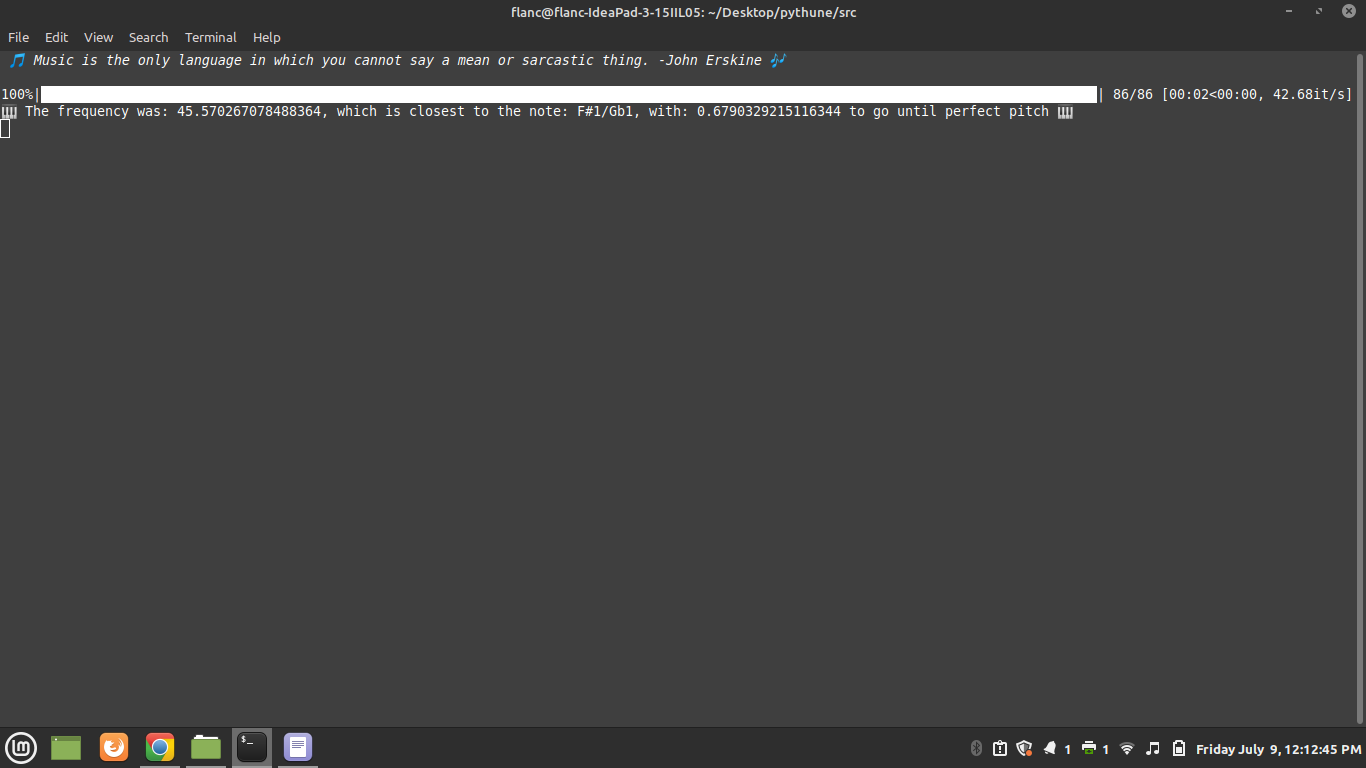 flanc@flanc-IdeaPad-3-15IIL05: ~/Desktop/pythune/src
File Edit View Search Terminal Help
🎵 Music is the only language in which you cannot say a mean or sarcastic thing. -John Erskine 🎶
100%| | 86/86 [00:02<00:00, 42.68it/s]
🎹 The frequency was: 45.570267078488364, which is closest to the note: F#1/Gb1, with: 0.6790329215116344 to go until perfect pitch 🎹
1 1 Friday July 9, 12:12:45 PM